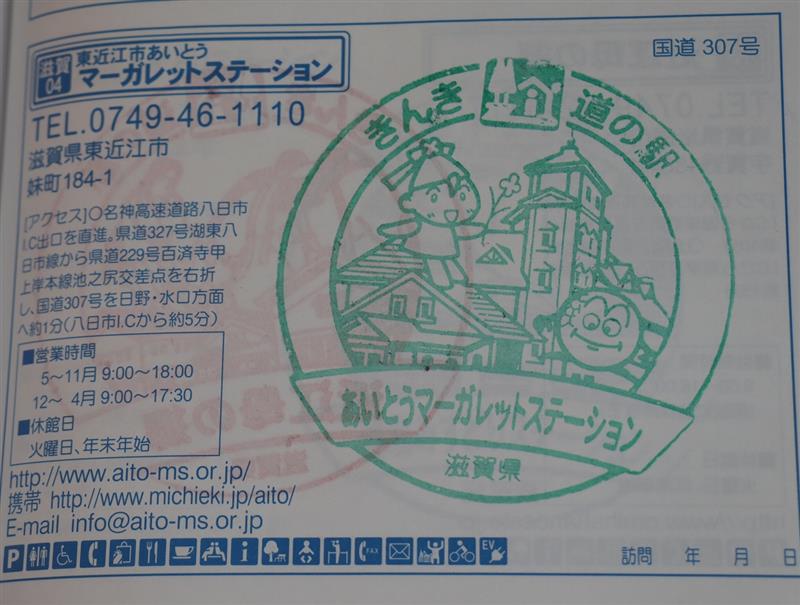 滋賀
04
東近江市あいとう
マーガレットステーション
国道 307号
TEL.0749-46-1110
滋賀県東近江市
妹町184-1
[アクセス]〇名神高速道路八日市
I.C出口を直進。県道327号湖東八
日市線から県道229号百済寺甲
上岸本線池之尻交差点を右折
し、国道307号を日野・水口方面
へ約1分(八日市I.Cから約5分)
■営業時間
5〜11月 9:00〜18:00
12〜 4月 9:00〜17:30
■休館日
火曜日、年末年始
http://www.aito-ms.or.jp/
携帯 http://www.michieki.jp/aito/
E-mail info@aito-ms.or.jp
きんき 道の駅
あいとうマーガレットステーション
滋賀県
P
i
FAX
EV
訪問 年 月 日